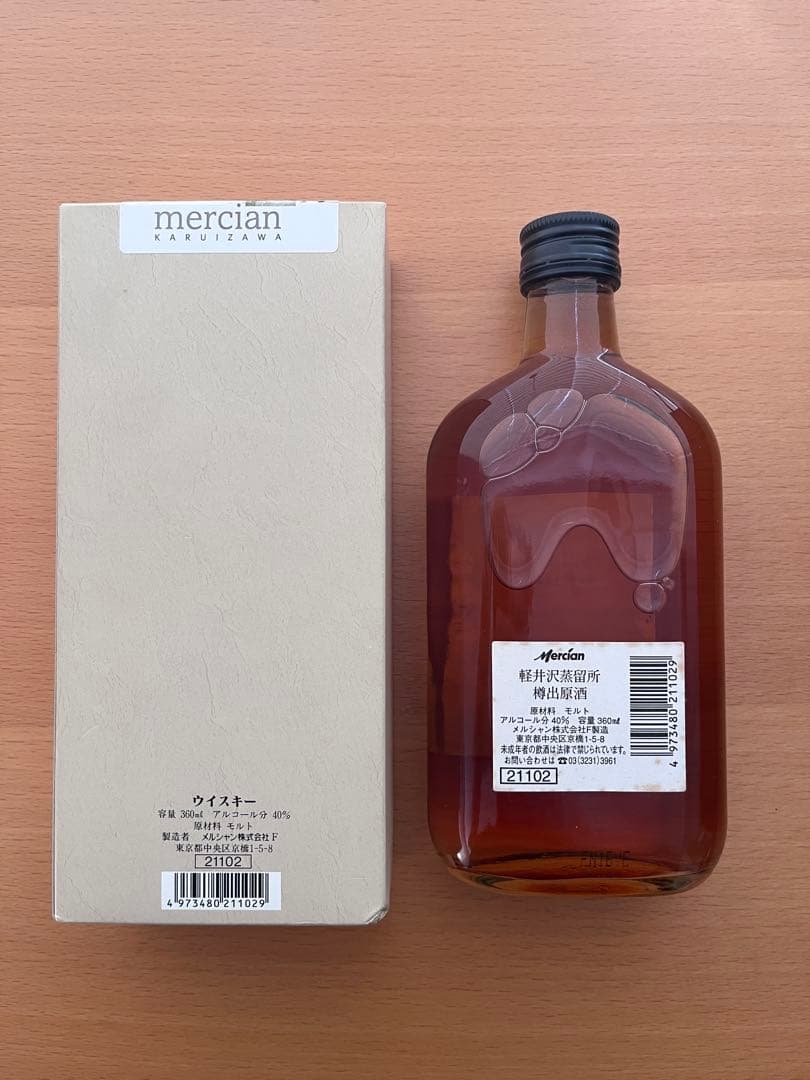 mercian
KARUIZAWA
ウイスキー
容量 360㎖ アルコール分 40%
原材料 モルト
製造者 メルシャン株式会社F
東京都中央区京橋1-5-8
21102
4 973480 211029
Mercian
軽井沢蒸留所
樽出原酒
原材料 モルト
アルコール分 40% 容量 360㎖
メルシャン株式会社F製造
東京都中央区京橋1-5-8
未成年者の飲酒は法律で禁じられています。
お問い合わせは ☎03(3231)3961
21102
4 973480 211029